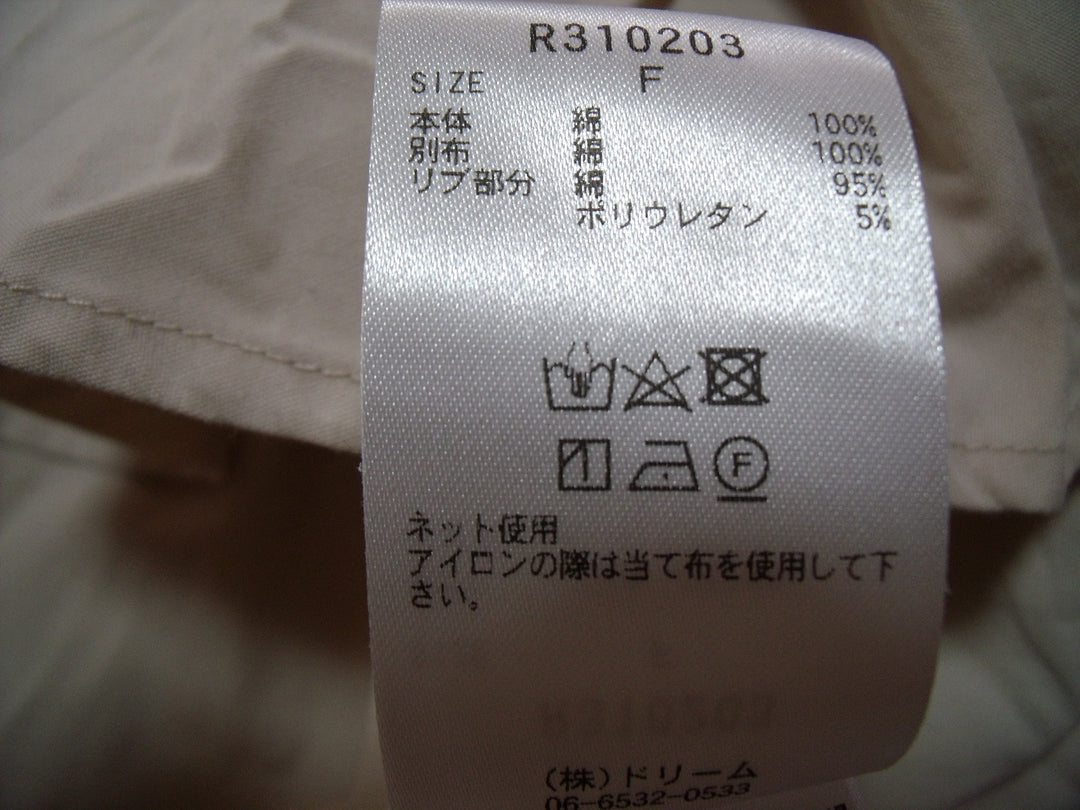 R310203
SIZE F
本体 綿 100%
別布 綿 100%
リブ部分 綿 95%
ポリウレタン 5%
F
ネット使用
アイロンの際は当て布を使用して下
さい。
(株)ドリーム
06-6532-0533